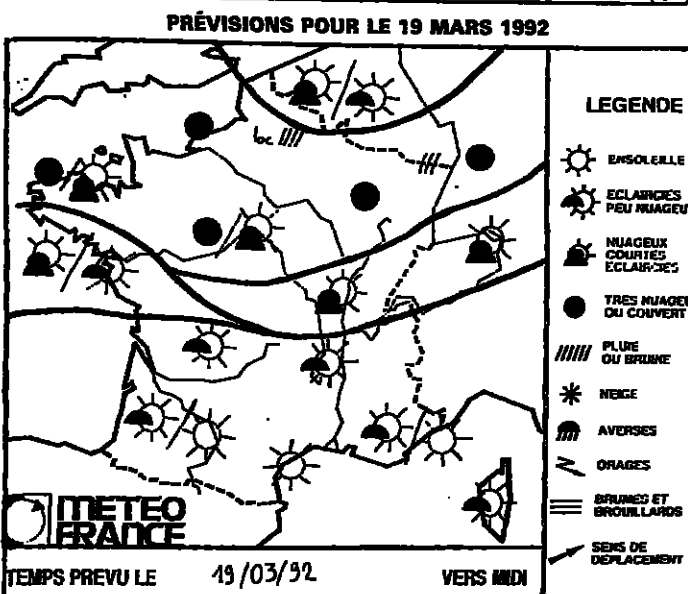 PRÉVISIONS POUR LE 19 MARS 1992
loc
METEO
FRANCE
TEMPS PREVU LE 19/03/92 VERS MIDI
LEGENDE
ENSOLEILLE
ECLAIRCIES
PEU NUAGEU
NUAGEUX
COURTES
ECLAIRCIES
TRES NUAGEU
OU COUVERT
PLUIE
OU BRUINE
NEIGE
AVERSES
ORAGES
BRUMES ET
BROUILLARDS
SENS DE
DEPLACEMENT